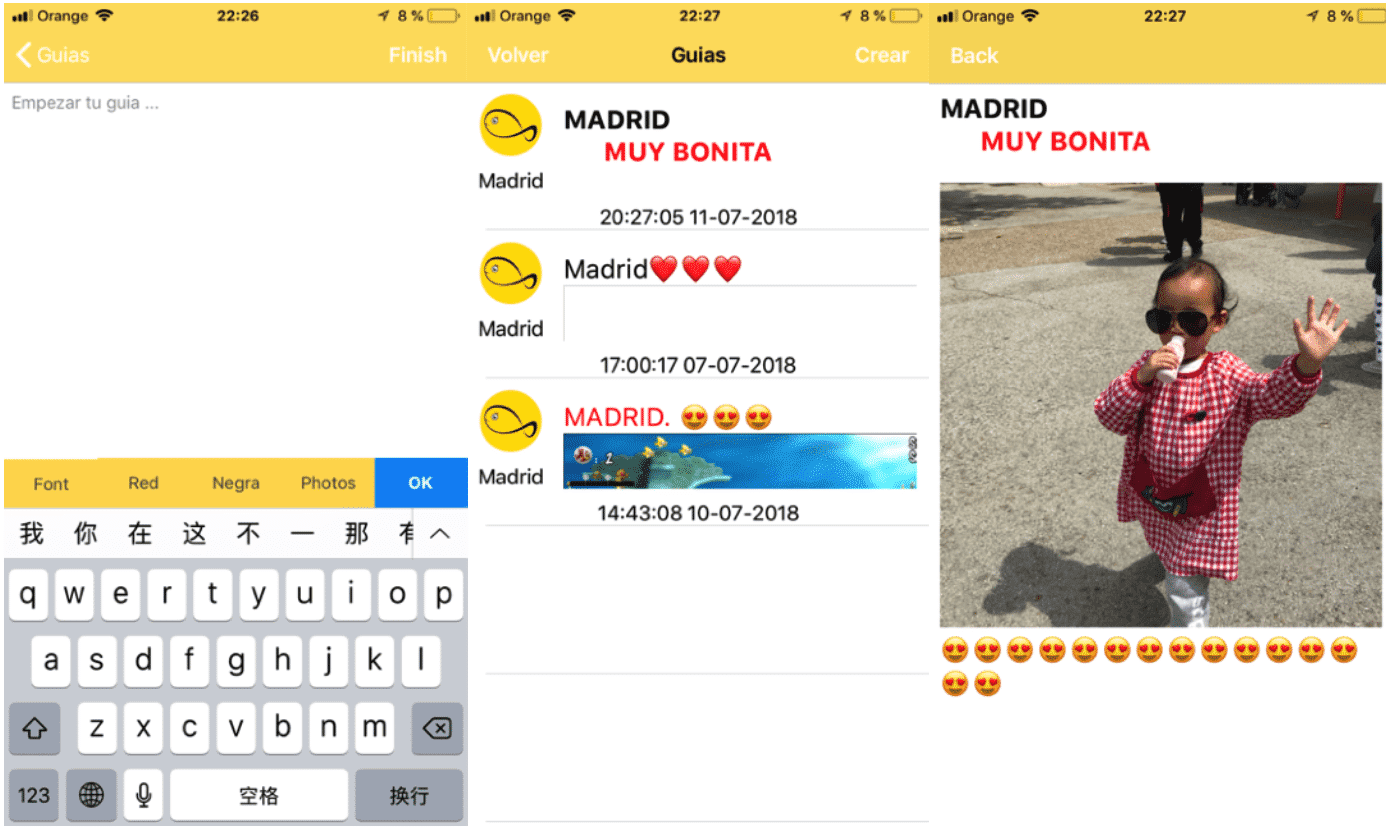 Orange 22:26 8 %
Guias Finish
Empezar tu guia ...
Font Red Negra Photos OK
我 你 在 这 不 一 那
q w e r t y u i o p
a s d f g h j k l
z x c v b n m
123 空格 换行
Orange 22:27 8 %
Volver Guias Crear
MADRID
MUY BONITA
Madrid
20:27:05 11-07-2018
Madrid❤️❤️❤️
Madrid
17:00:17 07-07-2018
MADRID. 😍😍😍
2
Madrid
14:43:08 10-07-2018
Orange 22:27 8 %
Back
MADRID
MUY BONITA
😍😍😍😍😍😍😍😍😍😍😍😍😍
😍😍